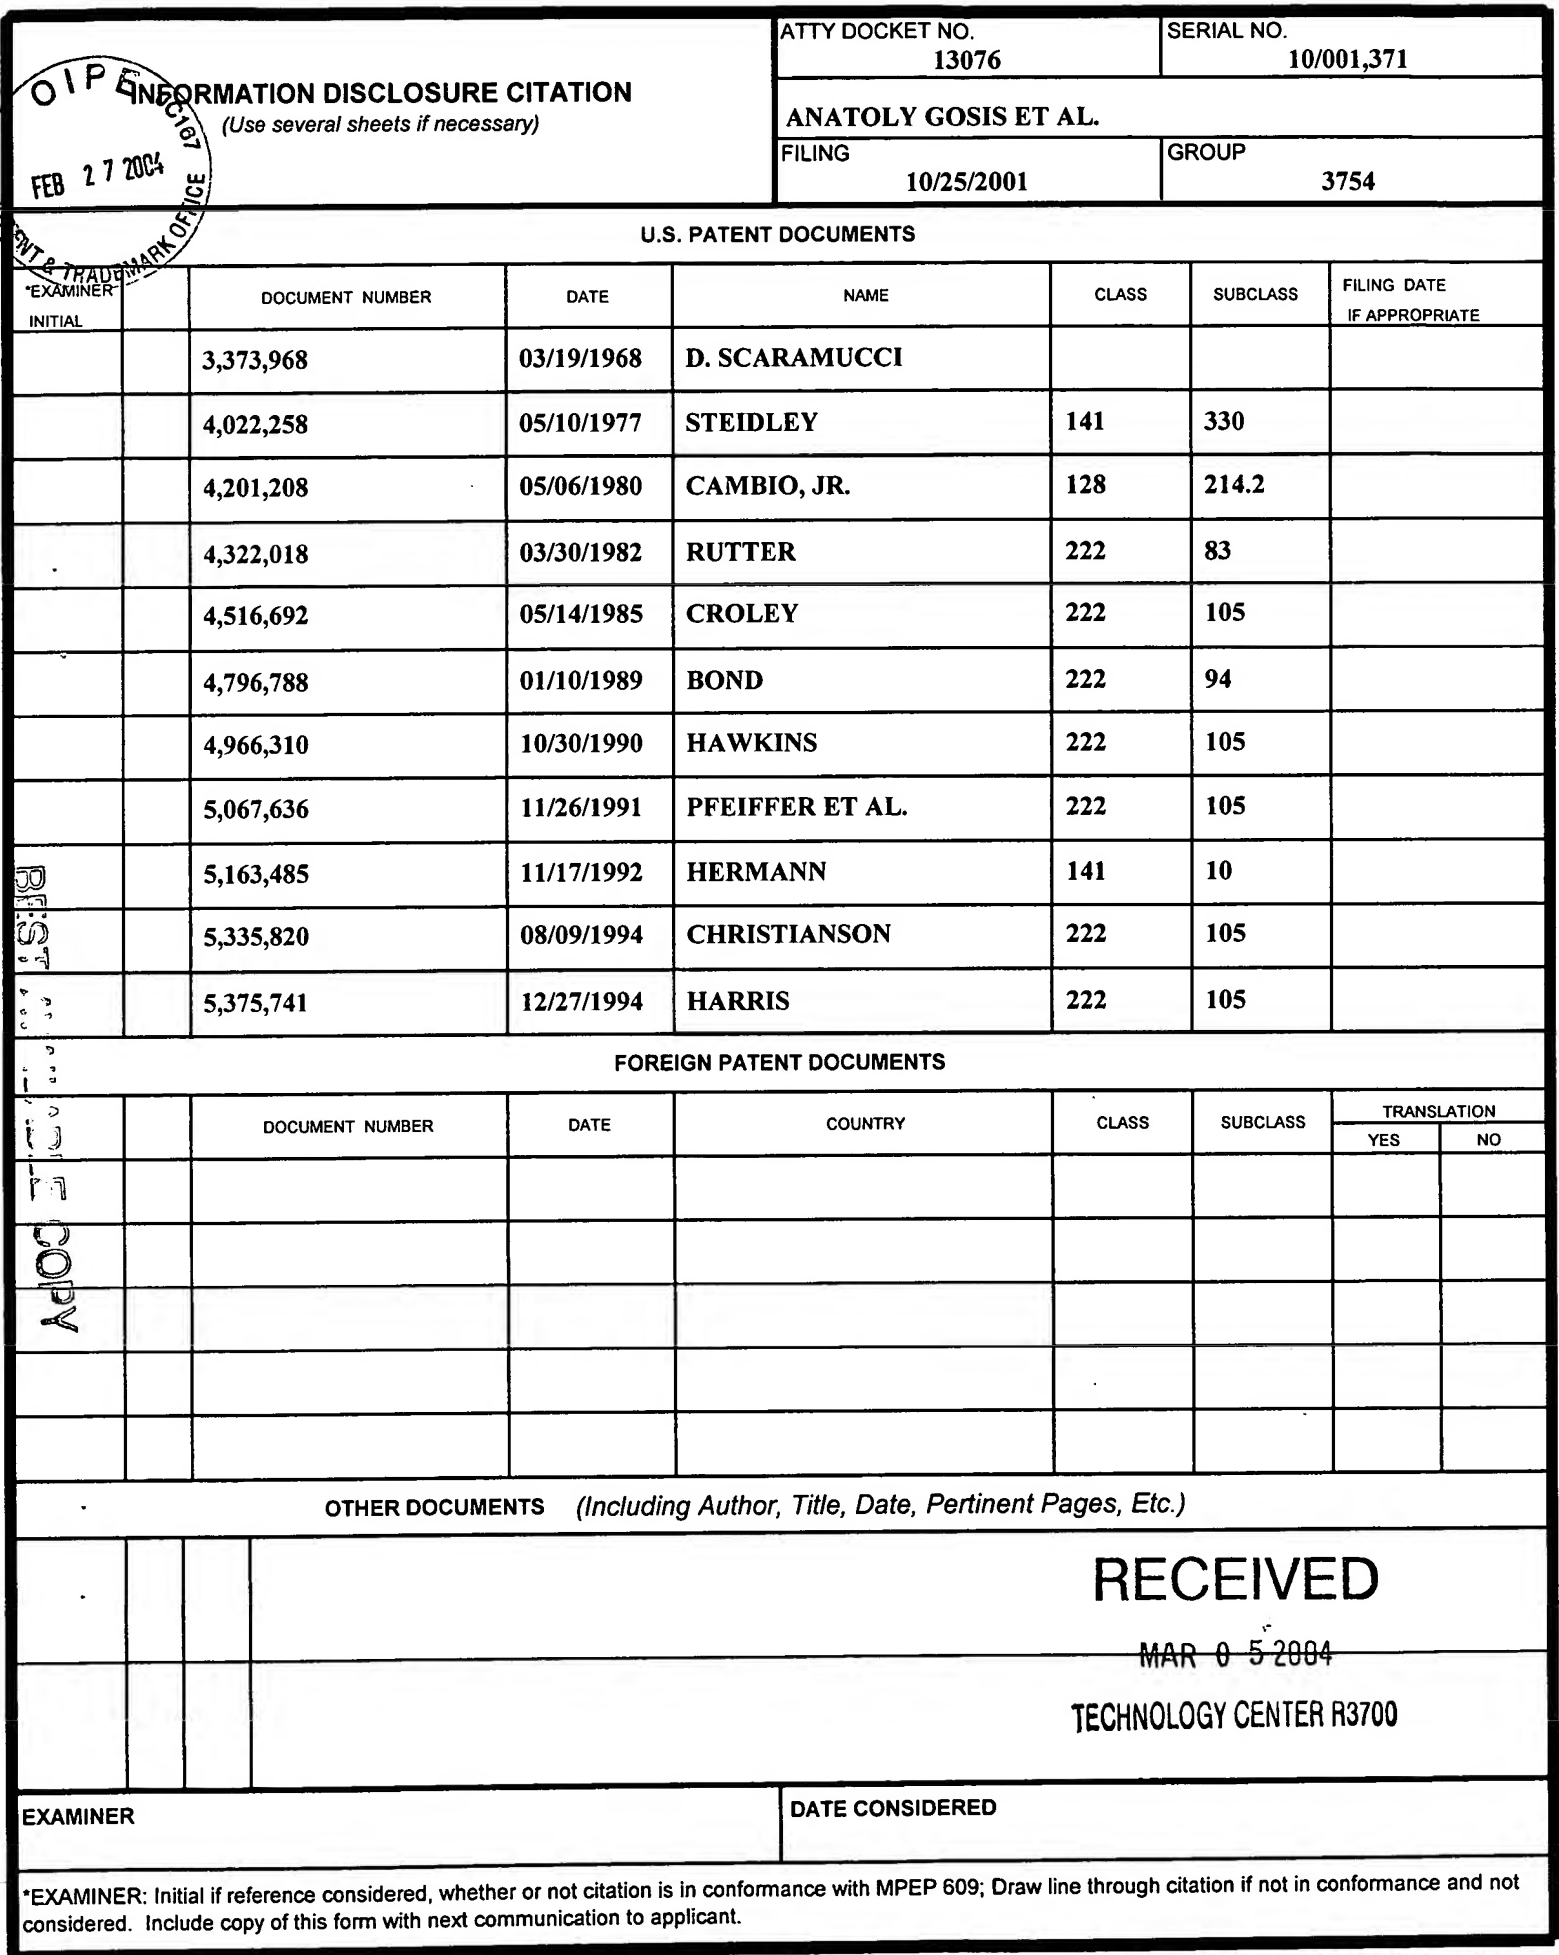 ATTY DOCKET NO.
13076
SERIAL NO.
10/001,371
OIPE
INFORMATION DISCLOSURE CITATION
(Use several sheets if necessary)
FEB 27 2004
TRADEMARK OFFICE
ANATOLY GOSIS ET AL.
FILING
10/25/2001
GROUP
3754
U.S. PATENT DOCUMENTS
*EXAMINER INITIAL DOCUMENT NUMBER DATE NAME CLASS SUBCLASS FILING DATE IF APPROPRIATE
3,373,968 03/19/1968 D. SCARAMUCCI
4,022,258 05/10/1977 STEIDLEY 141 330
4,201,208 05/06/1980 CAMBIO, JR. 128 214.2
4,322,018 03/30/1982 RUTTER 222 83
4,516,692 05/14/1985 CROLEY 222 105
4,796,788 01/10/1989 BOND 222 94
4,966,310 10/30/1990 HAWKINS 222 105
5,067,636 11/26/1991 PFEIFFER ET AL. 222 105
5,163,485 11/17/1992 HERMANN 141 10
5,335,820 08/09/1994 CHRISTIANSON 222 105
5,375,741 12/27/1994 HARRIS 222 105
BEST COPY
FOREIGN PATENT DOCUMENTS
DOCUMENT NUMBER DATE COUNTRY CLASS SUBCLASS TRANSLATION
YES NO
OTHER DOCUMENTS (Including Author, Title, Date, Pertinent Pages, Etc.)
RECEIVED
MAR 0 5 2004
TECHNOLOGY CENTER R3700
EXAMINER
DATE CONSIDERED
*EXAMINER: Initial if reference considered, whether or not citation is in conformance with MPEP 609; Draw line through citation if not in conformance and not
considered. Include copy of this form with next communication to applicant.